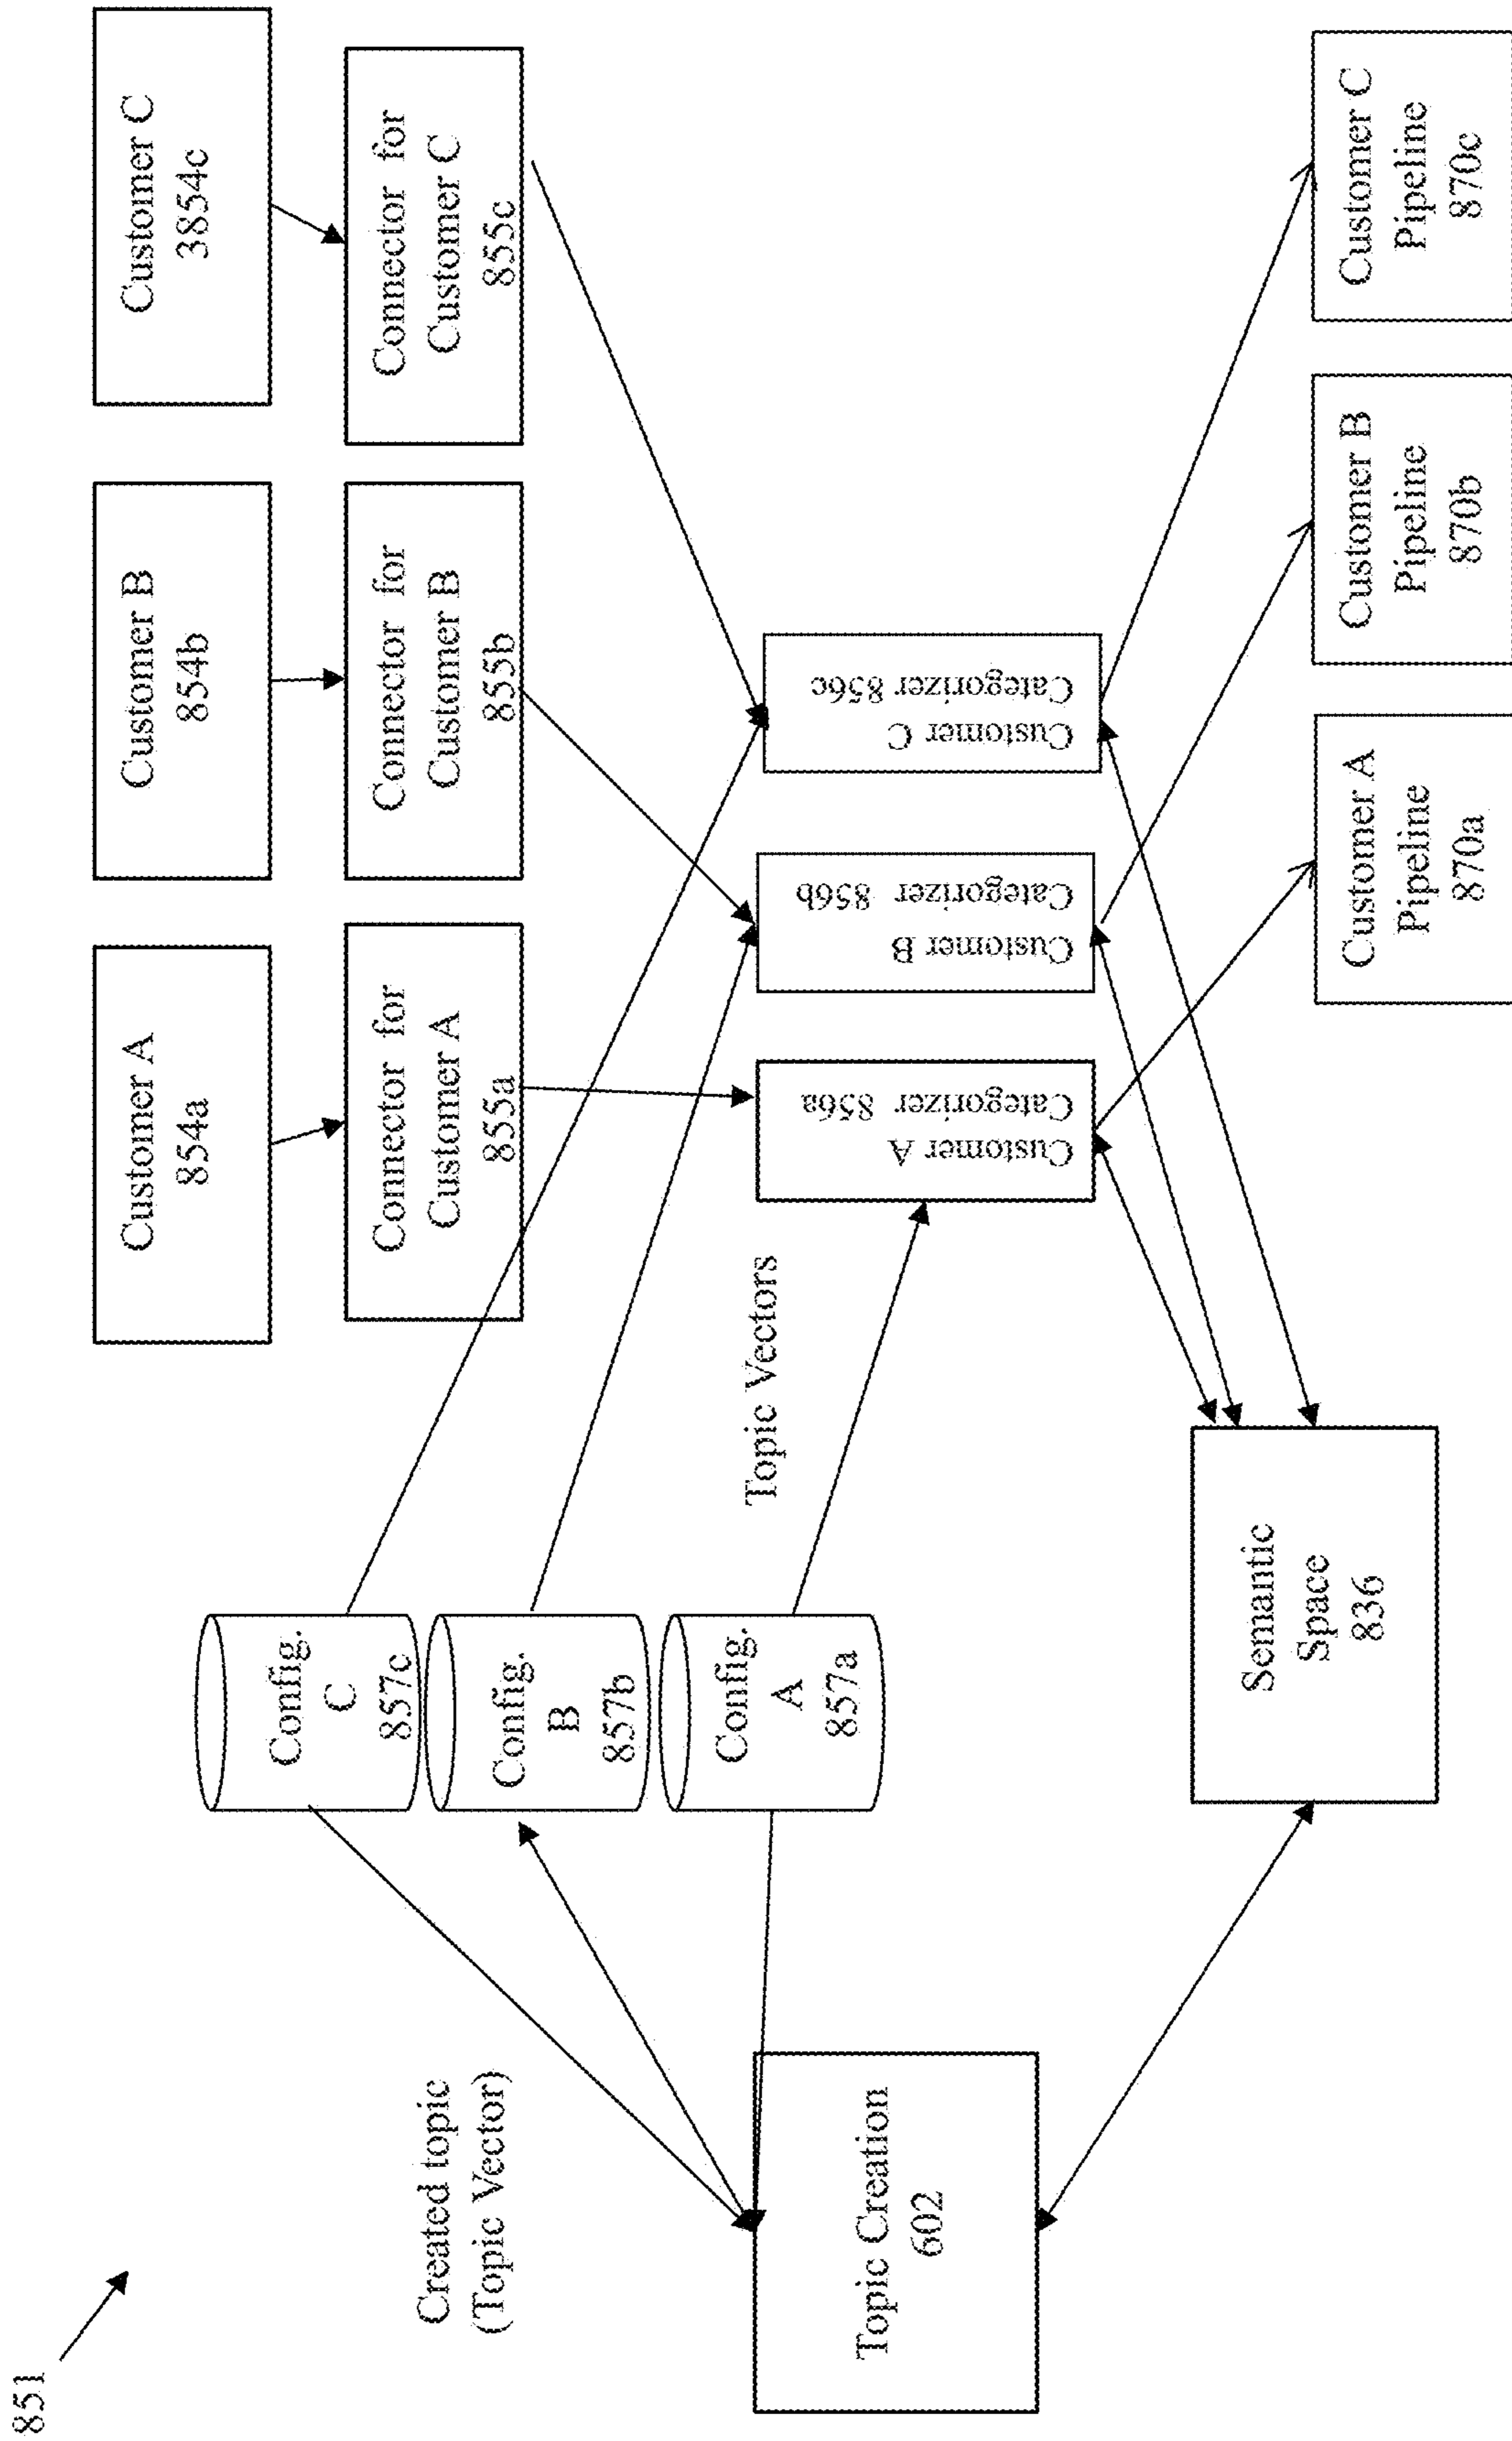 851
Customer A
854a
Customer B
854b
Customer C
3854c
Connector for
Customer A
855a
Connector for
Customer B
855b
Connector for
Customer C
855c
Config.
C
857c
Config.
B
857b
Config.
A
857a
Created topic
(Topic Vector)
Topic Vectors
Customer A
Categorizer 856a
Customer B
Categorizer 856b
Customer C
Categorizer 856c
Topic Creation
602
Semantic
Space
836
Customer A
Pipeline
870a
Customer B
Pipeline
870b
Customer C
Pipeline
870c